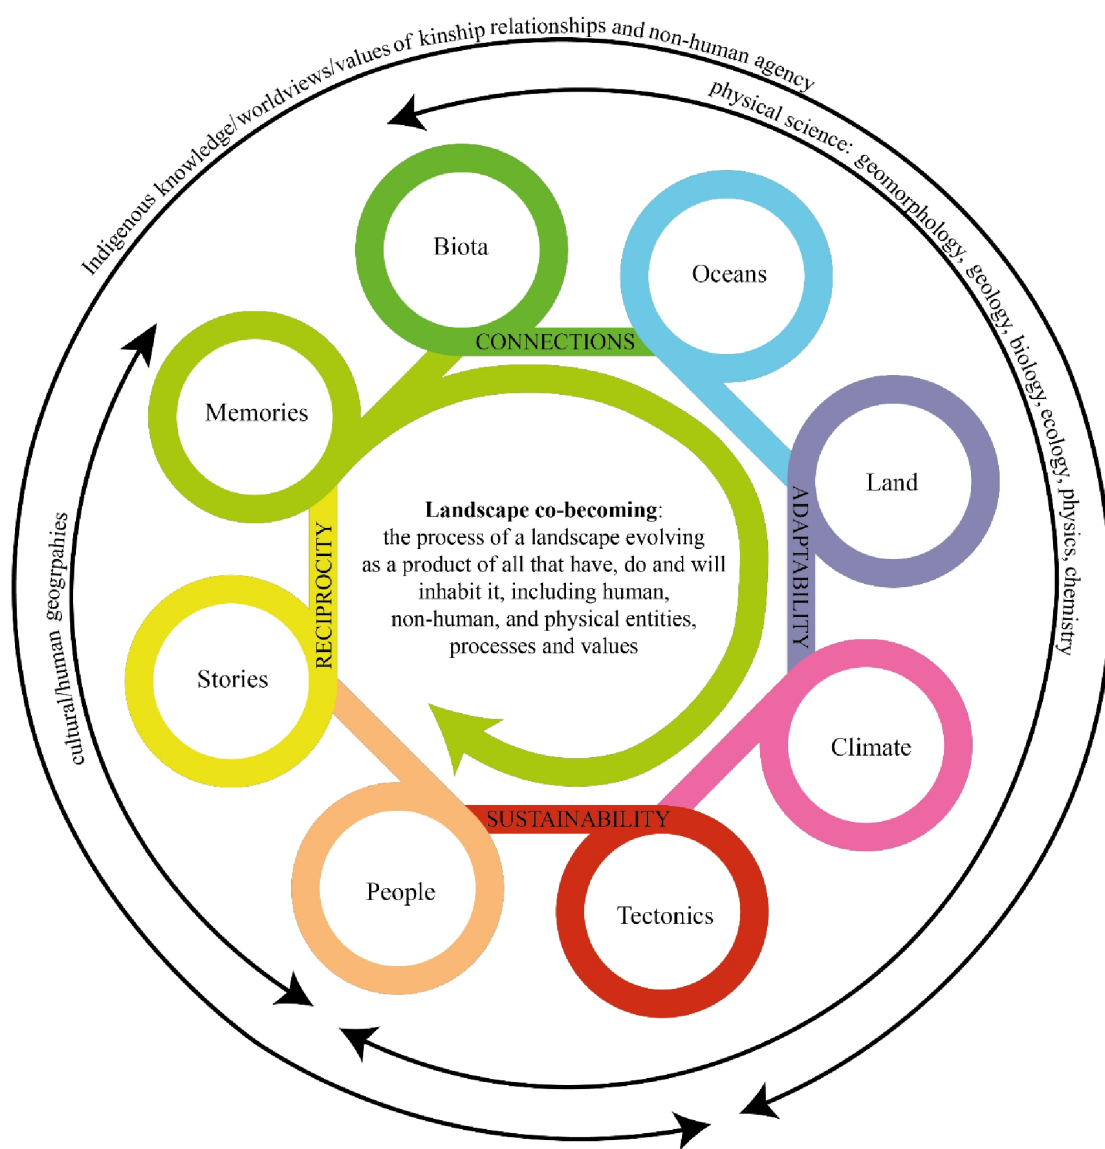 Indigenous knowledge/worldviews/values of kinship relationships and non-human agency
physical science: geomorphology, geology, biology, ecology, physics, chemistry
cultural/human geogrpahies
Biota
Oceans
CONNECTIONS
Memories
Land
ADAPTABILITY
RECIPROCITY
Landscape co-becoming:
the process of a landscape evolving
as a product of all that have, do and will
inhabit it, including human,
non-human, and physical entities,
processes and values
Stories
Climate
SUSTAINABILITY
People
Tectonics